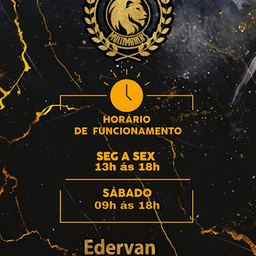 HORÁRIO
DE FUNCIONAMENTO
SEG A SEX
13h ás 18h
SÁBADO
09h ás 18h
Edervan